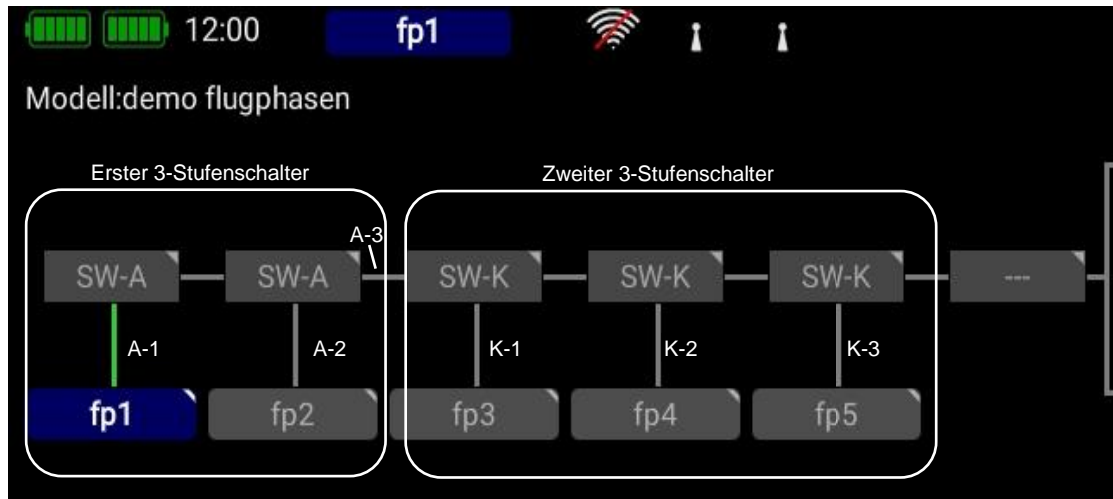 12:00 fp1
Modell:demo flugphasen
Erster 3-Stufenschalter Zweiter 3-Stufenschalter
A-3
SW-A SW-A SW-K SW-K SW-K ---
A-1 A-2 K-1 K-2 K-3
fp1 fp2 fp3 fp4 fp5